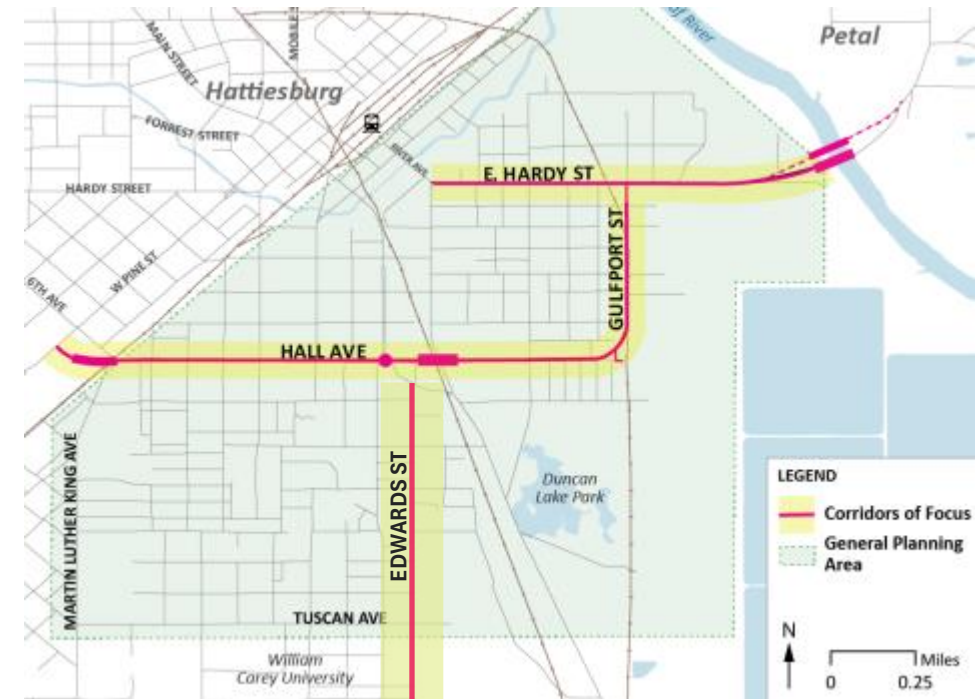 MAIN STREET
MOBILE S
River
Petal
Hattiesburg
FORREST STREET
RIVER AVE
HARDY STREET
E. HARDY ST
W PINE ST
6TH AVE
GULFPORT ST
HALL AVE
MARTIN LUTHER KING AVE
EDWARDS ST
Duncan
Lake Park
TUSCAN AVE
William
Carey University
LEGEND
Corridors of Focus
General Planning
Area
N
Miles
0 0.25